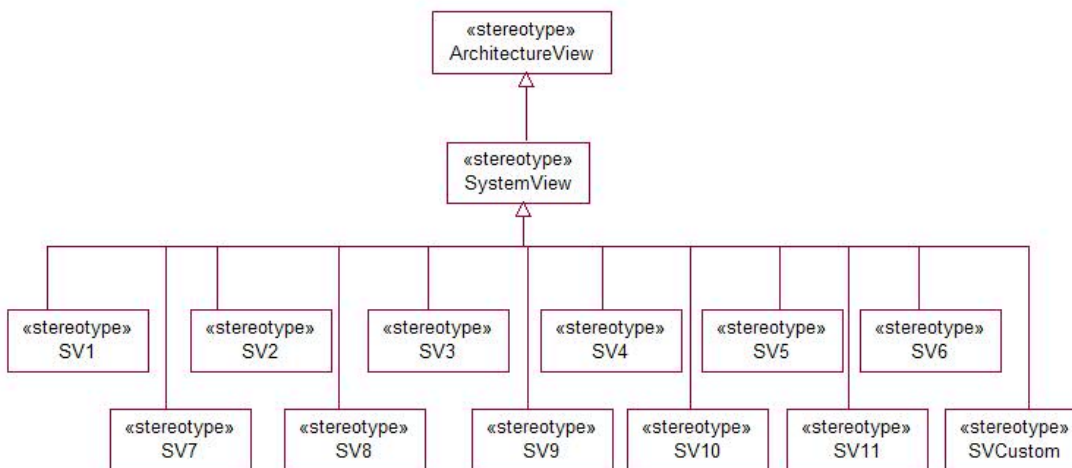 «stereotype»
ArchitectureView
«stereotype»
SystemView
«stereotype»
SV1
«stereotype»
SV2
«stereotype»
SV3
«stereotype»
SV4
«stereotype»
SV5
«stereotype»
SV6
«stereotype»
SV7
«stereotype»
SV8
«stereotype»
SV9
«stereotype»
SV10
«stereotype»
SV11
«stereotype»
SVCustom